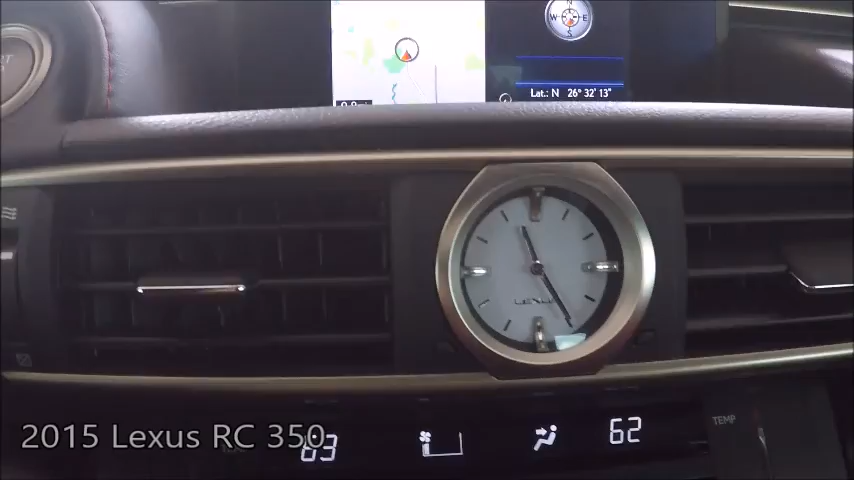 N
W E
S
Lat.: N 26° 32' 13"
LEXUS
TEMP
63 62
2015 Lexus RC 350